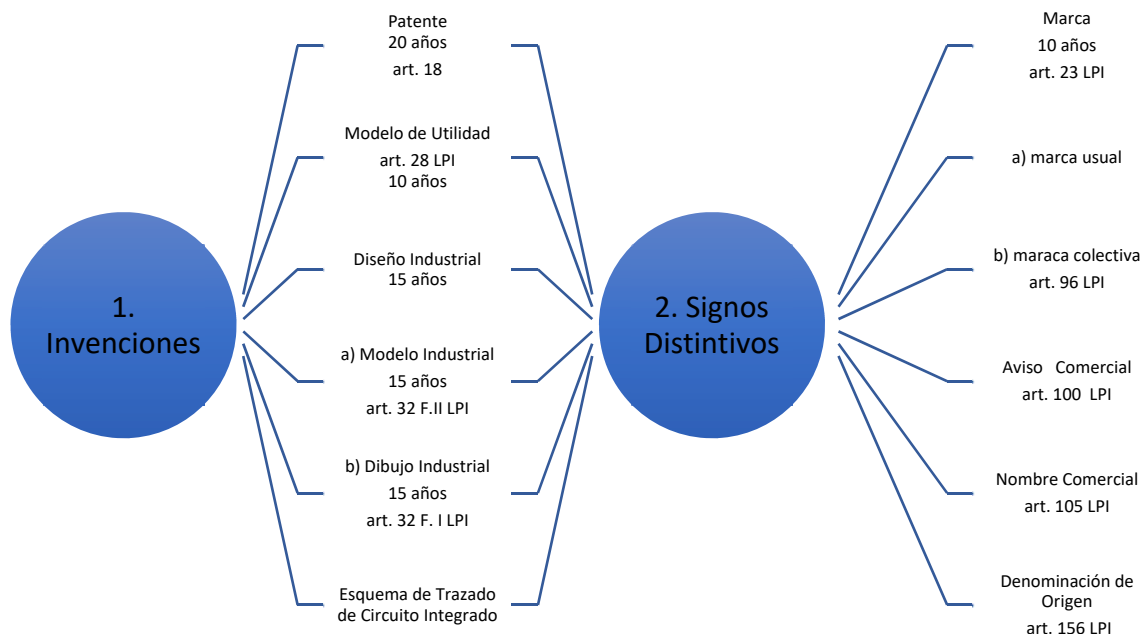 1.
Invenciones
Patente
20 años
art. 18
Modelo de Utilidad
art. 28 LPI
10 años
Diseño Industrial
15 años
a) Modelo Industrial
15 años
art. 32 F.II LPI
b) Dibujo Industrial
15 años
art. 32 F. I LPI
Esquema de Trazado
de Circuito Integrado
2. Signos
Distintivos
Marca
10 años
art. 23 LPI
a) marca usual
b) maraca colectiva
art. 96 LPI
Aviso Comercial
art. 100 LPI
Nombre Comercial
art. 105 LPI
Denominación de
Origen
art. 156 LPI